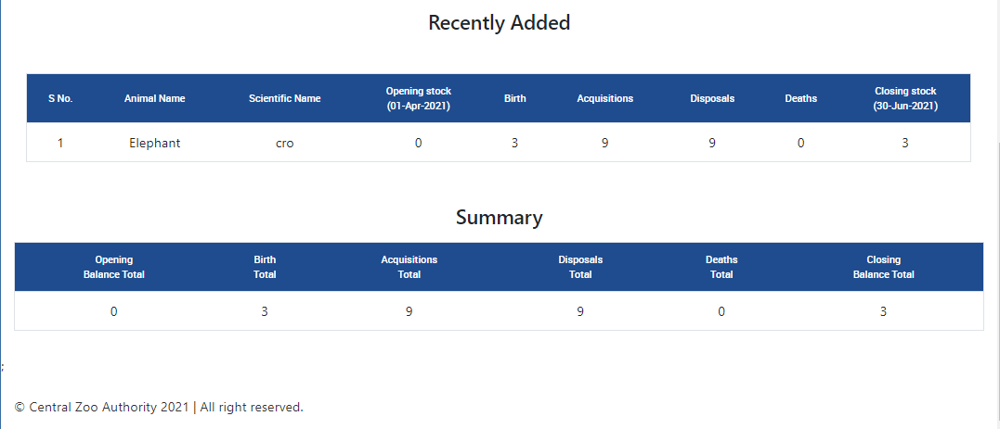 Recently Added
S No. Animal Name Scientific Name Opening stock (01-Apr-2021) Birth Acquisitions Disposals Deaths Closing stock (30-Jun-2021)
1 Elephant cro 0 3 9 9 0 3
Summary
Opening Balance Total Birth Total Acquisitions Total Disposals Total Deaths Total Closing Balance Total
0 3 9 9 0 3
;
© Central Zoo Authority 2021 | All right reserved.